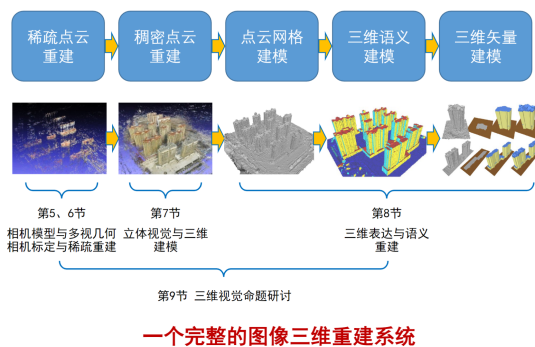 稀疏点云
重建
稠密点云
重建
点云网格
建模
三维语义
建模
三维矢量
建模
第5、6节
相机模型与多视几何
相机标定与稀疏重建
第7节
立体视觉与三维
建模
第8节
三维表达与语义
重建
第9节 三维视觉命题研讨
一个完整的图像三维重建系统